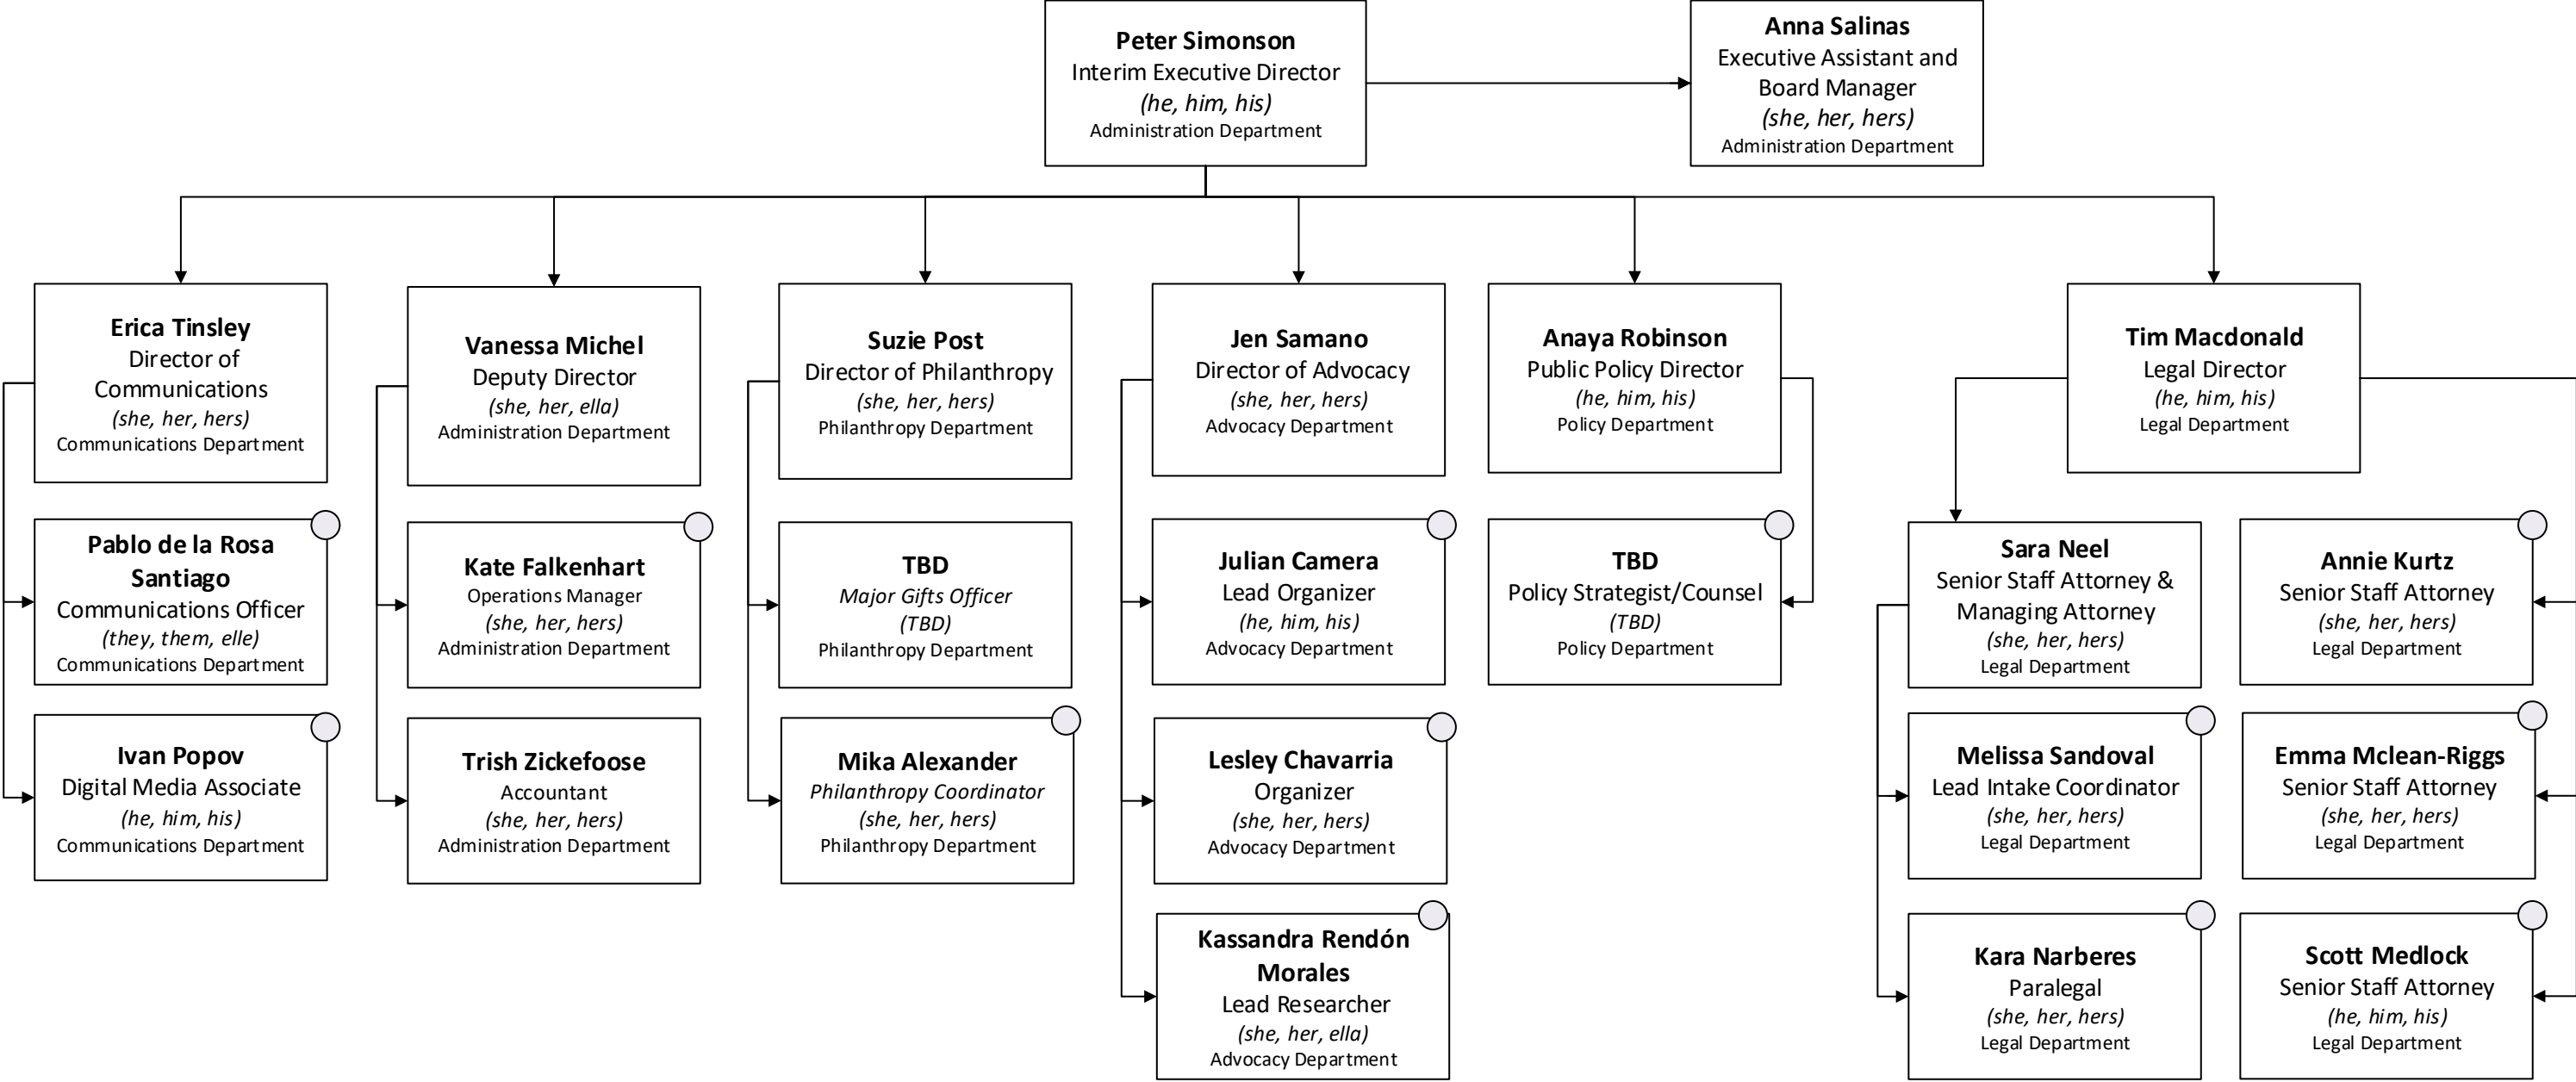 Peter Simonson
Interim Executive Director
(he, him, his)
Administration Department
Anna Salinas
Executive Assistant and
Board Manager
(she, her, hers)
Administration Department
Erica Tinsley
Director of
Communications
(she, her, hers)
Communications Department
Vanessa Michel
Deputy Director
(she, her, ella)
Administration Department
Suzie Post
Director of Philanthropy
(she, her, hers)
Philanthropy Department
Jen Samano
Director of Advocacy
(she, her, hers)
Advocacy Department
Anaya Robinson
Public Policy Director
(he, him, his)
Policy Department
Tim Macdonald
Legal Director
(he, him, his)
Legal Department
Pablo de la Rosa
Santiago
Communications Officer
(they, them, elle)
Communications Department
Kate Falkenhart
Operations Manager
(she, her, hers)
Administration Department
TBD
Major Gifts Officer
(TBD)
Philanthropy Department
Julian Camera
Lead Organizer
(he, him, his)
Advocacy Department
TBD
Policy Strategist/Counsel
(TBD)
Policy Department
Sara Neel
Senior Staff Attorney &
Managing Attorney
(she, her, hers)
Legal Department
Annie Kurtz
Senior Staff Attorney
(she, her, hers)
Legal Department
Ivan Popov
Digital Media Associate
(he, him, his)
Communications Department
Trish Zickefoose
Accountant
(she, her, hers)
Administration Department
Mika Alexander
Philanthropy Coordinator
(she, her, hers)
Philanthropy Department
Lesley Chavarria
Organizer
(she, her, hers)
Advocacy Department
Melissa Sandoval
Lead Intake Coordinator
(she, her, hers)
Legal Department
Emma Mclean-Riggs
Senior Staff Attorney
(she, her, hers)
Legal Department
Kassandra Rendón
Morales
Lead Researcher
(she, her, ella)
Advocacy Department
Kara Narberes
Paralegal
(she, her, hers)
Legal Department
Scott Medlock
Senior Staff Attorney
(he, him, his)
Legal Department